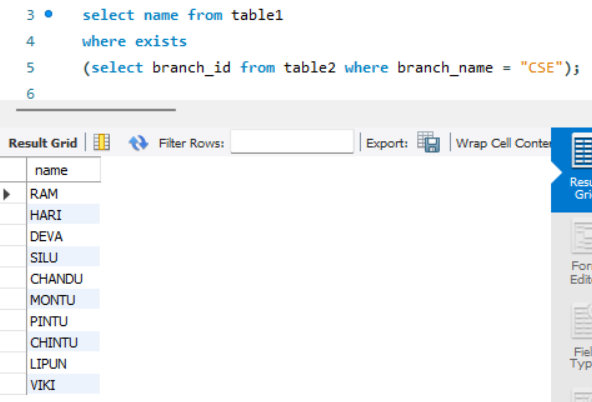 3 select name from table1
4 where exists
5 (select branch_id from table2 where branch_name = "CSE");
6
Result Grid Filter Rows: Export: Wrap Cell Conten
name
RAM
HARI
DEVA
SILU
CHANDU
MONTU
PINTU
CHINTU
LIPUN
VIKI
Resu
Gri
For
Edit
Fiel
Typ